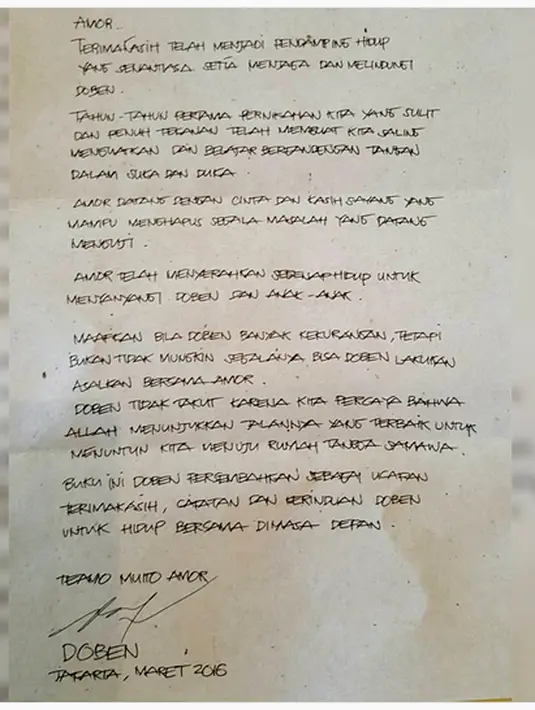 AMOR..
TERIMAKASIH TELAH MENJADI PENDAMPING HIDUP
YANG SENANTIASA SETIA MENJAGA DAN MELINDUNGI
DOBEN.
TAHUN-TAHUN PERTAMA PERNIKAHAN KITA YANG SULIT
DAN PENUH TEKANAN TELAH MEMBUAT KITA SALING
MENGUATKAN DAN BELAJAR BERGANDENGAN TANGAN
DALAM SUKA DAN DUKA.
AMOR DATANG DENGAN CINTA DAN KASIH SAYANG YANG
MAMPU MENGHAPUS SEGALA MASALAH YANG DATANG
MENGUJI.
AMOR TELAH MENYERAHKAN SEGENAP HIDUP UNTUK
MENYANYANGI DOBEN DAN ANAK-ANAK.
MAAFKAN BILA DOBEN BANYAK KEKURANGAN, TETAPI
BUKAN TIDAK MUNGKIN SEGALANYA BISA DOBEN LAKUKAN
ASALKAN BERSAMA AMOR.
DOBEN TIDAK TAKUT KARENA KITA PERCAYA BAHWA
ALLAH MENUNJUKKAN JALANNYA YANG TERBAIK UNTUK
MENUNTUN KITA MENUJU RUMAH TANGGA SAMAWA.
BUKU INI DOBEN PERSEMBAHKAN SEBAGAI UCAPAN
TERIMAKASIH, CATATAN DAN KERINDUAN DOBEN
UNTUK HIDUP BERSAMA DIMASA DEPAN.
TEAMO MUITO AMOR
DOBEN
JAKARTA, MARET 2016